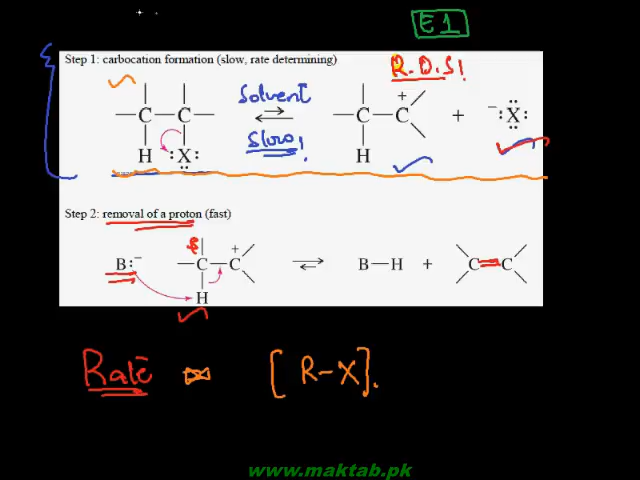 E1
Step 1: carbocation formation (slow, rate determining)
R.D.S!
Solvent
Slow!
— C — C —
H :X:
— C — C + + − :X:
H
Step 2: removal of a proton (fast)
B:− — C — C + B — H + C = C
H
Rate ∝ [R-X].
www.maktab.pk